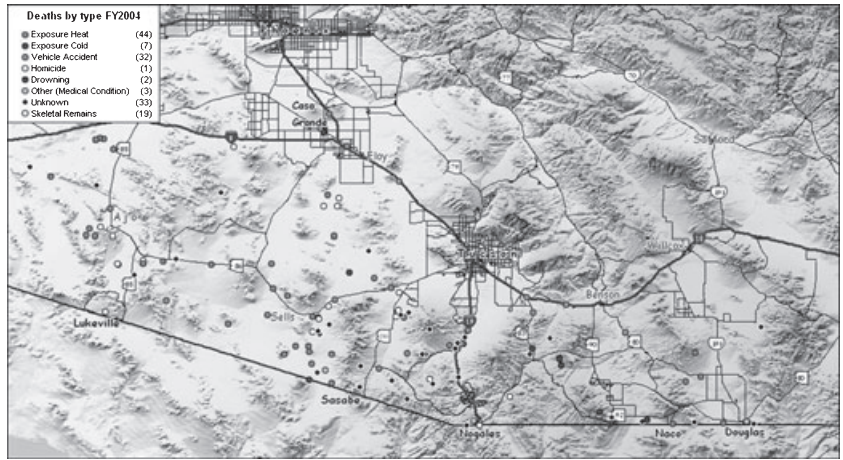 Deaths by type FY2004
Exposure Heat (44)
Exposure Cold (7)
Vehicle Accident (32)
Homicide (1)
Drowning (2)
Other (Medical Condition) (3)
Unknown (33)
Skeletal Remains (19)
Casa
Grande
Eloy
Safford
Ajo
Tucson
Willcox
Benson
Lukeville
Sells
Sasabe
Nogales
Naco
Douglas